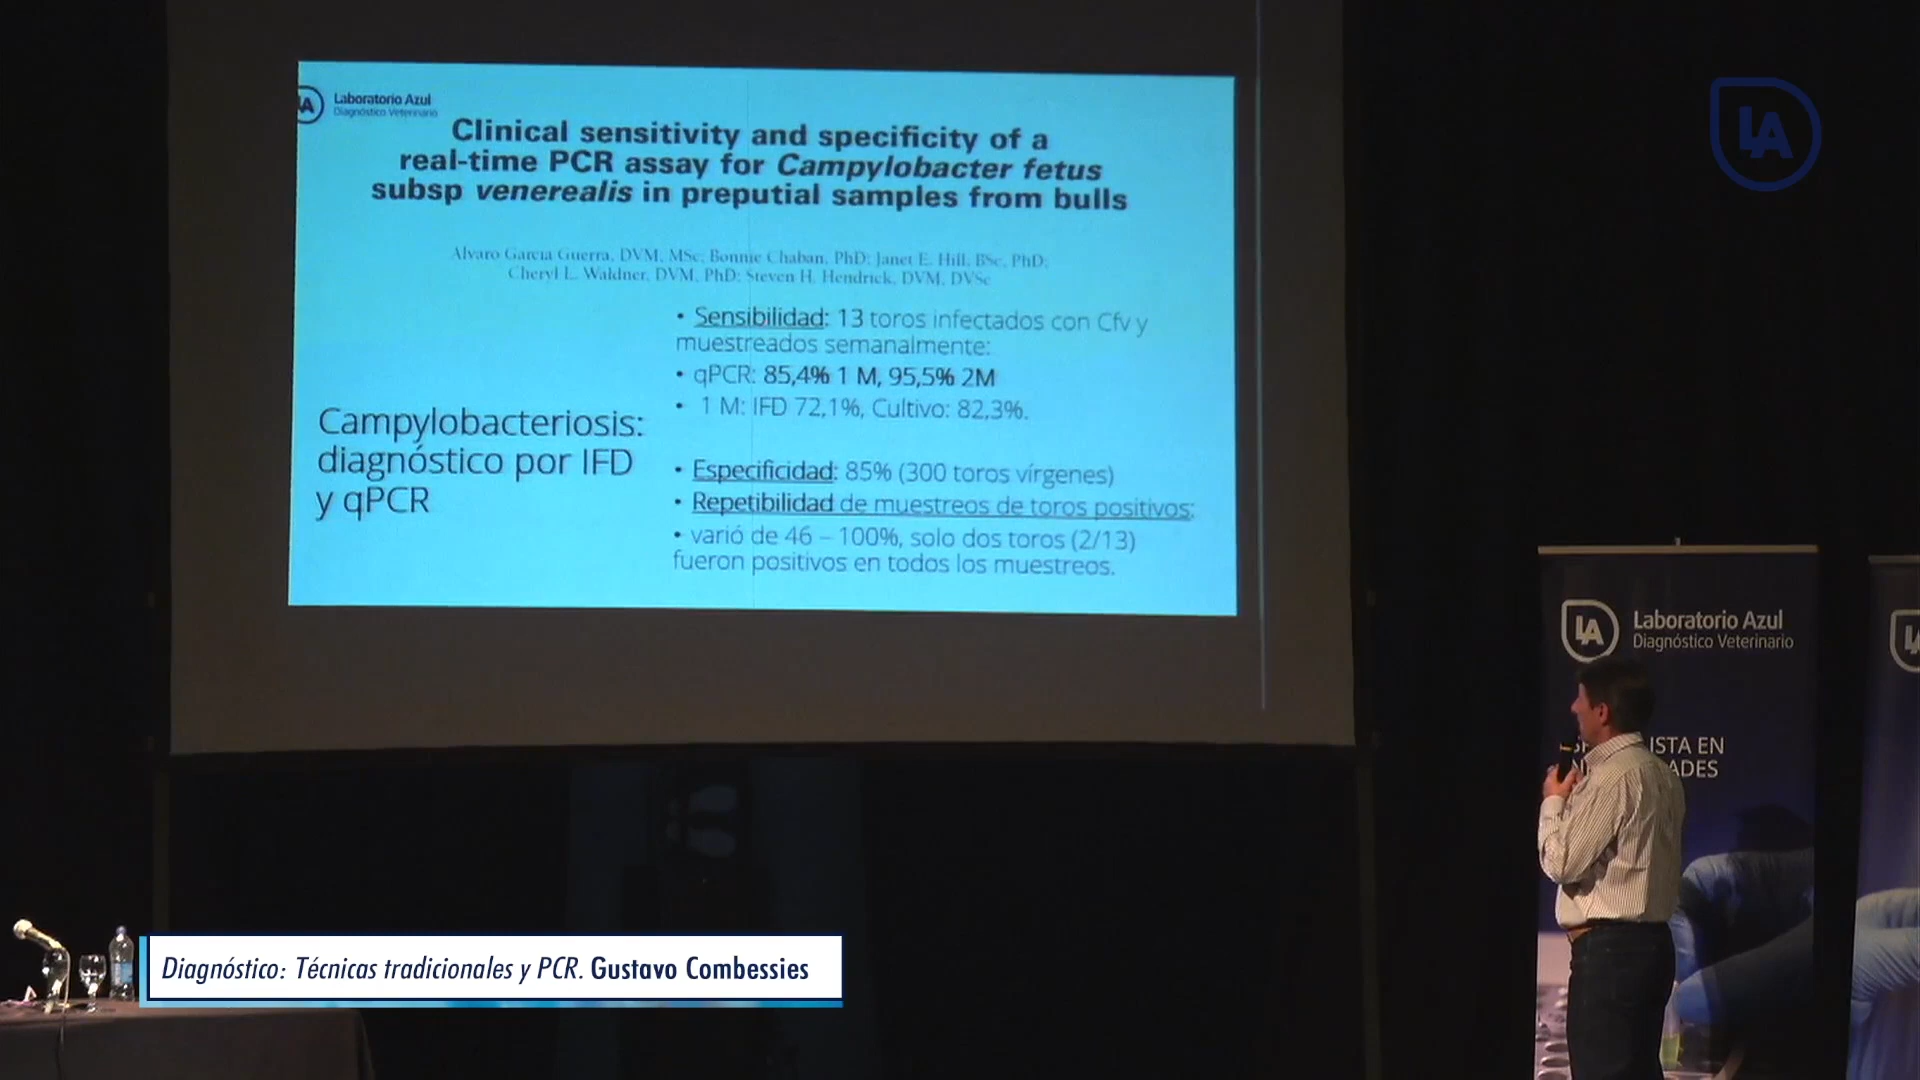 Laboratorio Azul
Diagnóstico Veterinario
Clinical sensitivity and specificity of a
real-time PCR assay for Campylobacter fetus
subsp venerealis in preputial samples from bulls
Alvaro García Guerra, DVM, MSc; Bonnie Chaban, PhD; Janet E. Hill, BSc, PhD;
Cheryl L. Waldner, DVM, PhD; Steven H. Hendrick, DVM, DVSc
Campylobacteriosis:
diagnóstico por IFD
y qPCR
• Sensibilidad: 13 toros infectados con Cfv y
muestreados semanalmente:
• qPCR: 85,4% 1 M, 95,5% 2M
• 1 M: IFD 72,1%, Cultivo: 82,3%.
• Especificidad: 85% (300 toros vírgenes)
• Repetibilidad de muestreos de toros positivos:
• varió de 46 – 100%, solo dos toros (2/13)
fueron positivos en todos los muestreos.
LA
LA
Laboratorio Azul
Diagnóstico Veterinario
ISTA EN
ADES
Diagnóstico: Técnicas tradicionales y PCR. Gustavo Combessies